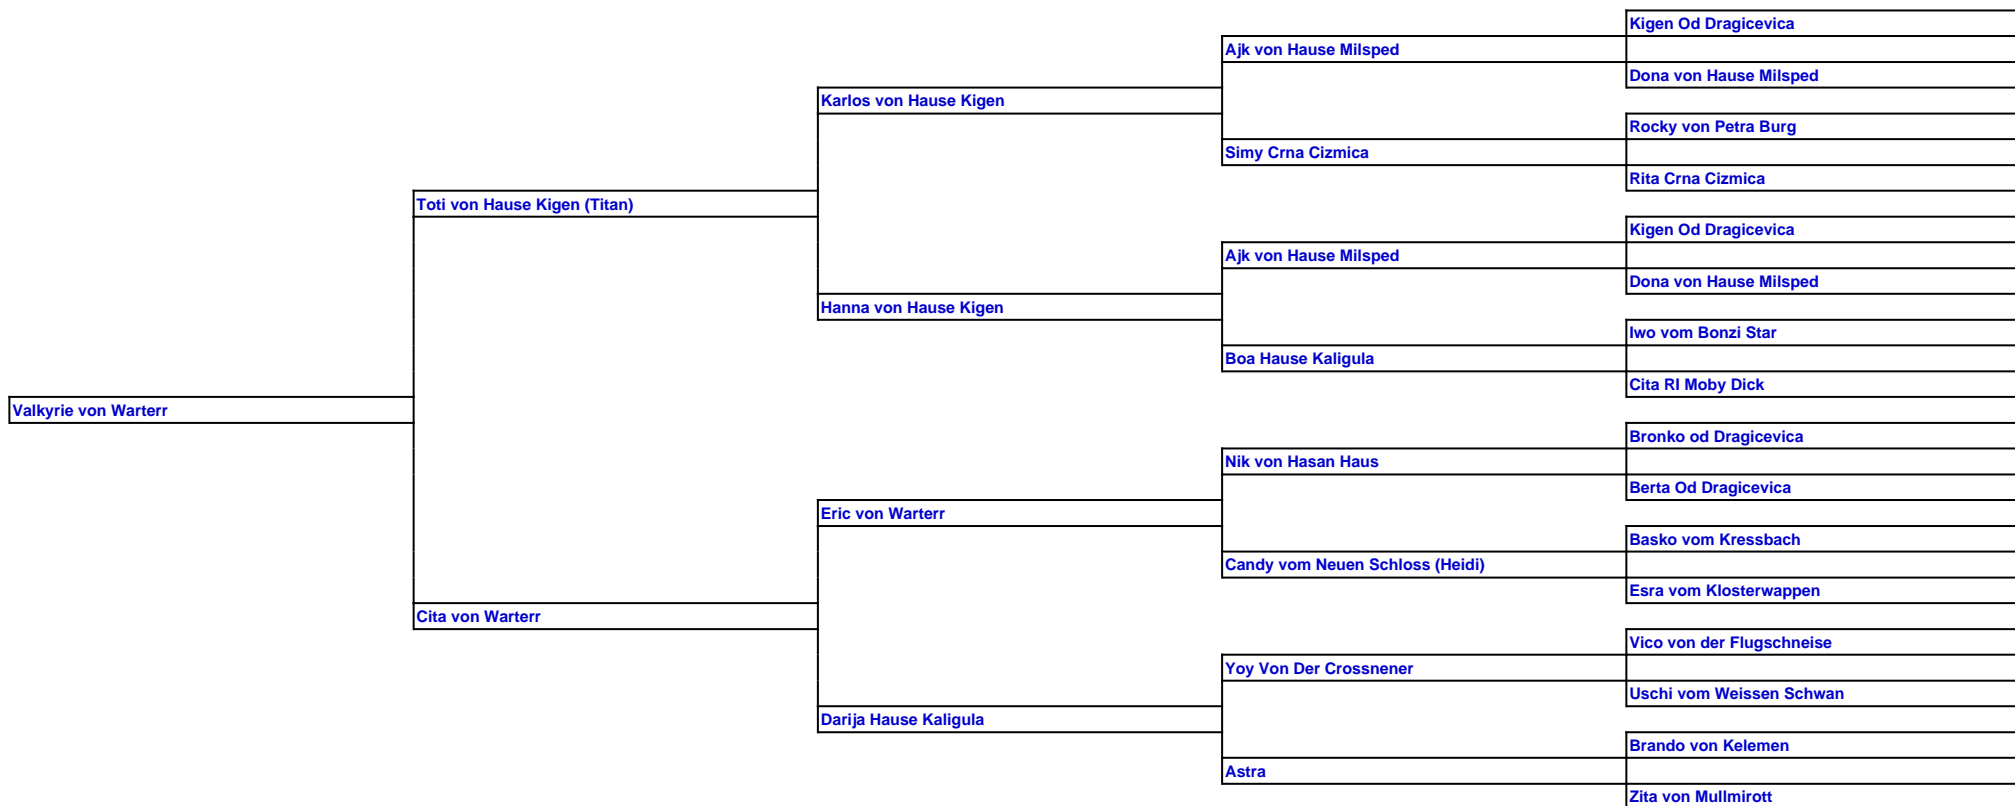 Kigen Od Dragicevica
Ajk von Hause Milsped
Dona von Hause Milsped
Karlos von Hause Kigen
Rocky von Petra Burg
Simy Crna Cizmica
Rita Crna Cizmica
Toti von Hause Kigen (Titan)
Kigen Od Dragicevica
Ajk von Hause Milsped
Dona von Hause Milsped
Hanna von Hause Kigen
Iwo vom Bonzi Star
Boa Hause Kaligula
Cita RI Moby Dick
Valkyrie von Warterr
Bronko od Dragicevica
Nik von Hasan Haus
Berta Od Dragicevica
Eric von Warterr
Basko vom Kressbach
Candy vom Neuen Schloss (Heidi)
Esra vom Klosterwappen
Cita von Warterr
Vico von der Flugschneise
Yoy Von Der Crossnener
Uschi vom Weissen Schwan
Darija Hause Kaligula
Brando von Kelemen
Astra
Zita von Mullmirott